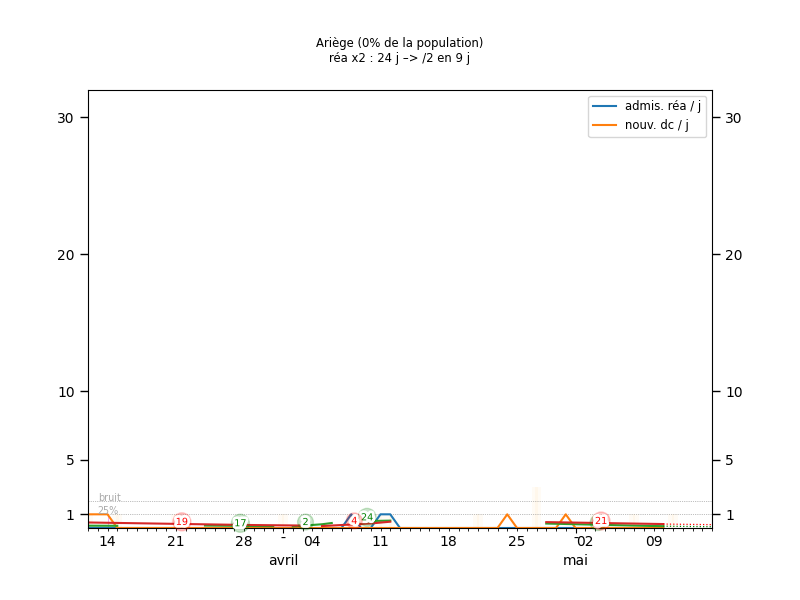 Ariège (0% de la population)
réa x2 : 24 j –> /2 en 9 j
admis. réa / j
nouv. dc / j
30 30
20 20
10 10
5 5
bruit
25%
1 1
19 17 2 4 24 21
14 21 28 - 04 11 18 25 -02 09
avril mai